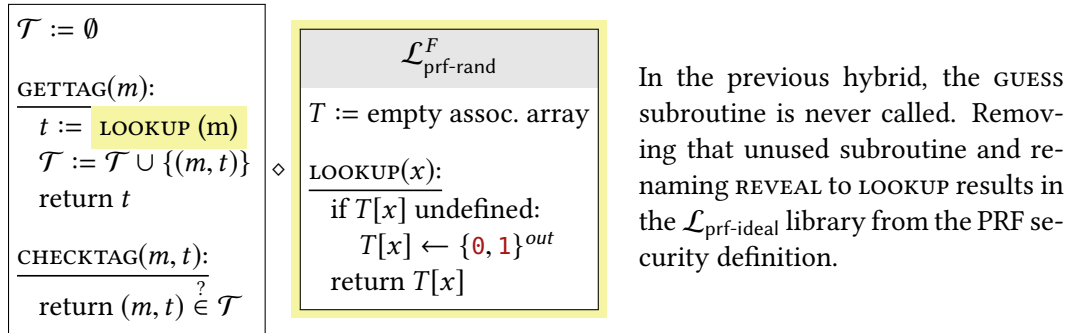 𝒯 := ∅
GETTAG(m):
t := LOOKUP (m)
𝒯 := 𝒯 ∪ {(m, t)}
return t
CHECKTAG(m, t):
return (m, t) ∈? 𝒯
⋄
ℒ^F_prf-rand
T := empty assoc. array
LOOKUP(x):
if T[x] undefined:
T[x] ← {0, 1}^out
return T[x]
In the previous hybrid, the GUESS
subroutine is never called. Remov-
ing that unused subroutine and re-
naming REVEAL to LOOKUP results in
the ℒ_prf-ideal library from the PRF se-
curity definition.